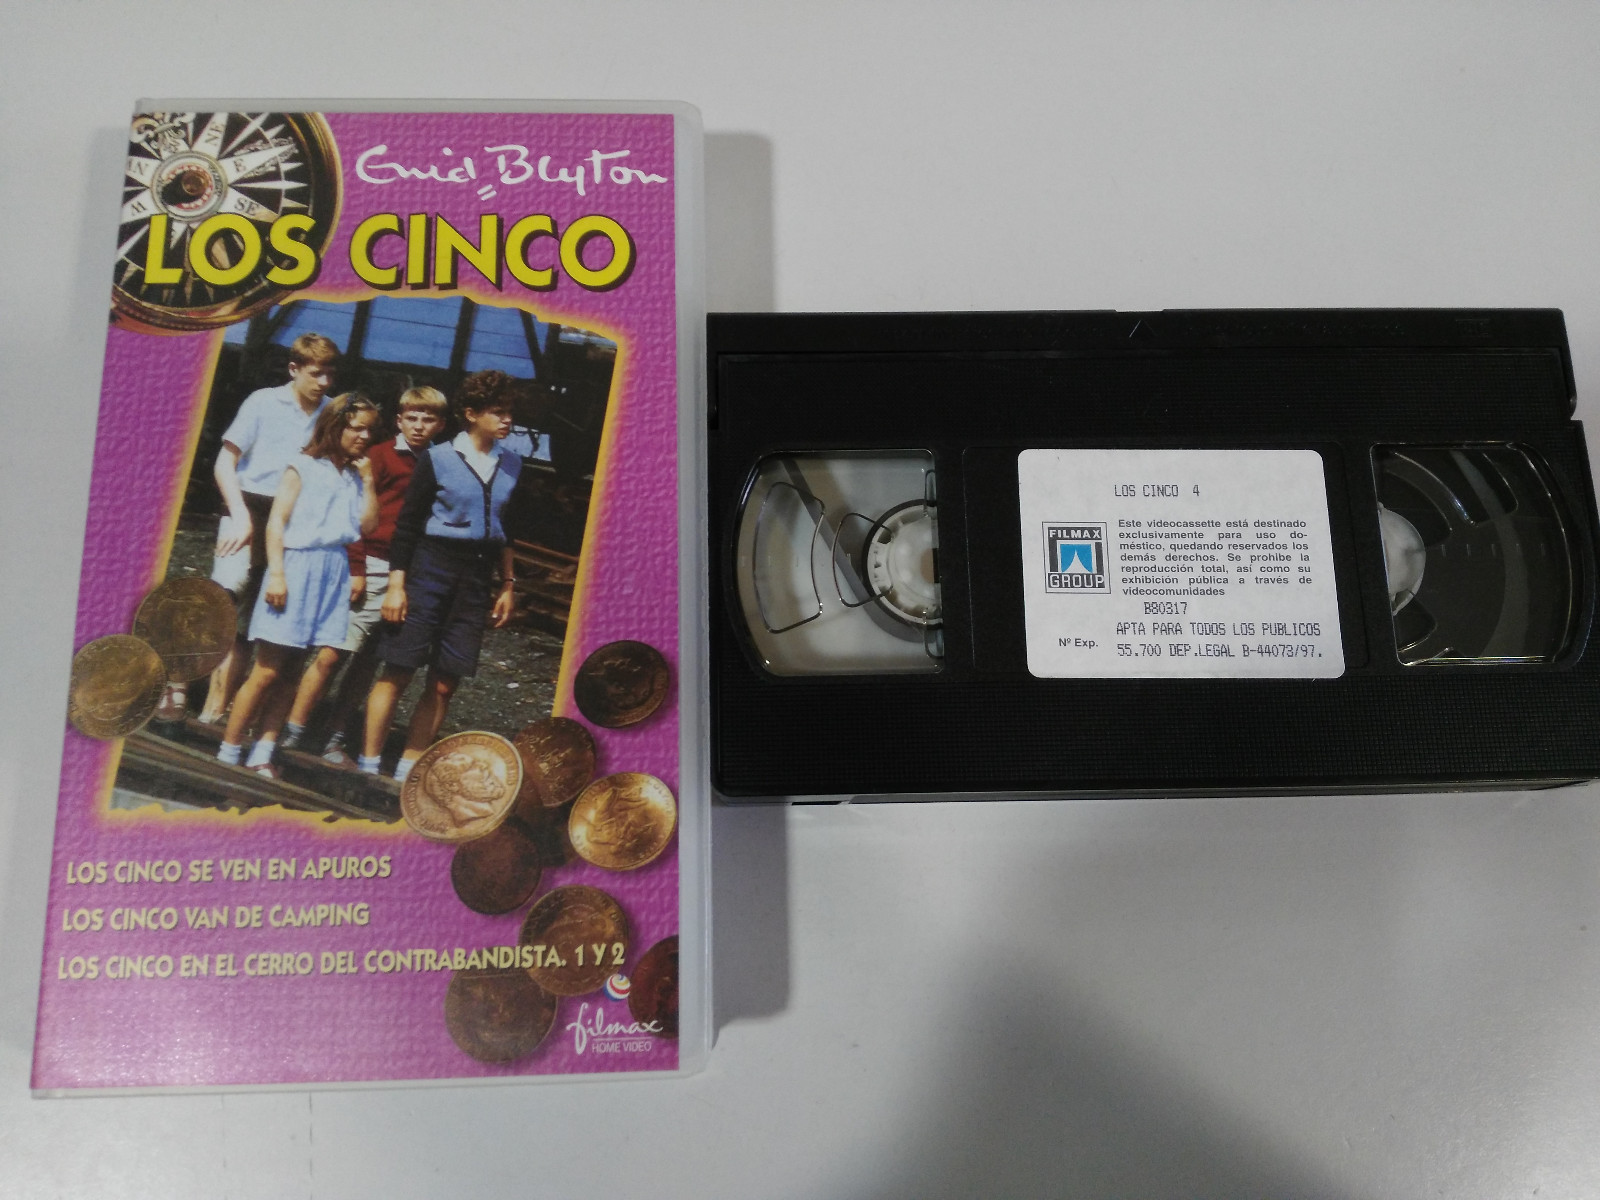 NE
E
SE
W
Enid Blyton
LOS CINCO
LOS CINCO SE VEN EN APUROS
LOS CINCO VAN DE CAMPING
LOS CINCO EN EL CERRO DEL CONTRABANDISTA. 1 Y 2
filmax
HOME VIDEO
LOS CINCO 4
FILMAX
GROUP
Este videocassette está destinado
exclusivamente para uso do-
méstico, quedando reservados los
demás derechos. Se prohibe la
reproducción total, así como su
exhibición pública a través de
videocomunidades
B80317
APTA PARA TODOS LOS PUBLICOS
Nº Exp. 55.700 DEP.LEGAL B-44073/97.